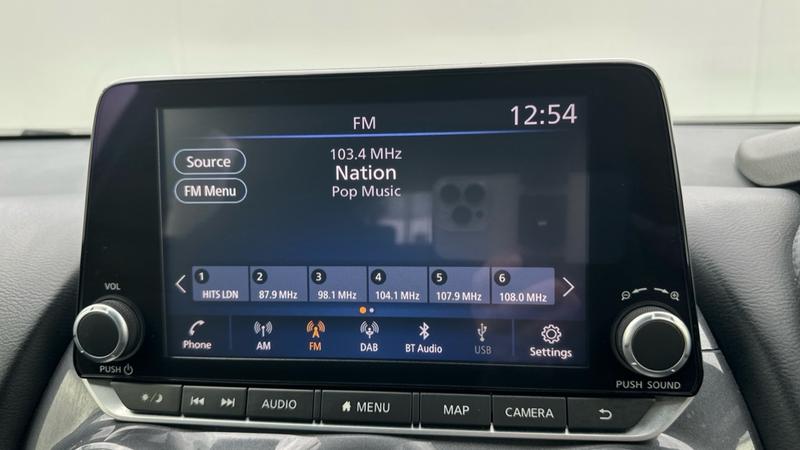 FM
12:54
Source
FM Menu
103.4 MHz
Nation
Pop Music
1 HITS LDN
2 87.9 MHz
3 98.1 MHz
4 104.1 MHz
5 107.9 MHz
6 108.0 MHz
Phone
AM
FM
DAB
BT Audio
USB
Settings
VOL
PUSH
PUSH SOUND
AUDIO
MENU
MAP
CAMERA